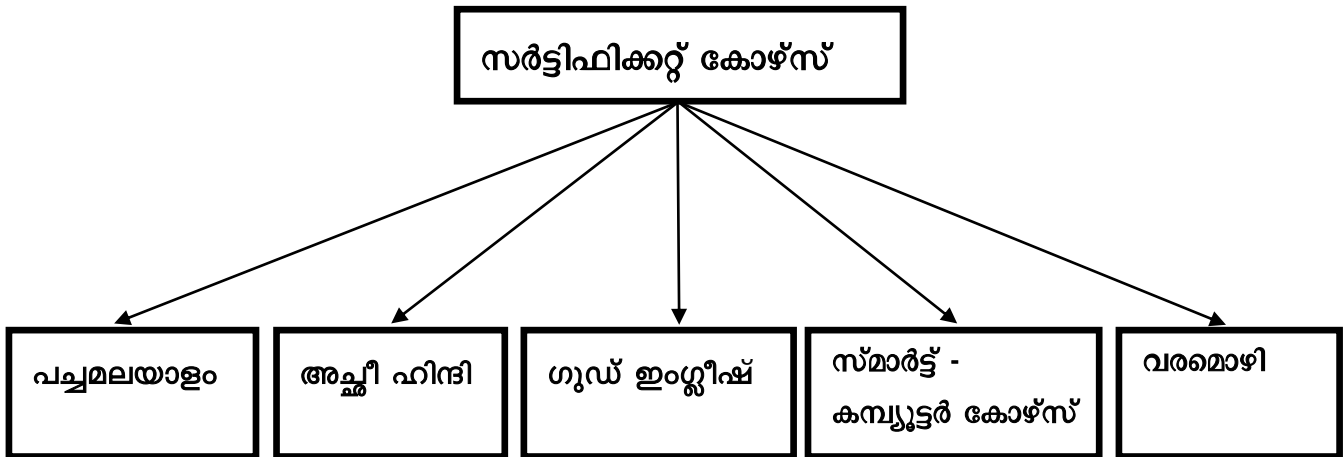 സർട്ടിഫിക്കറ്റ് കോഴ്സ്
പച്ചമലയാളം
അച്ഛീ ഹിന്ദി
ഗുഡ് ഇംഗ്ലീഷ്
സ്മാർട്ട് -
കമ്പ്യൂട്ടർ കോഴ്സ്
വരമൊഴി